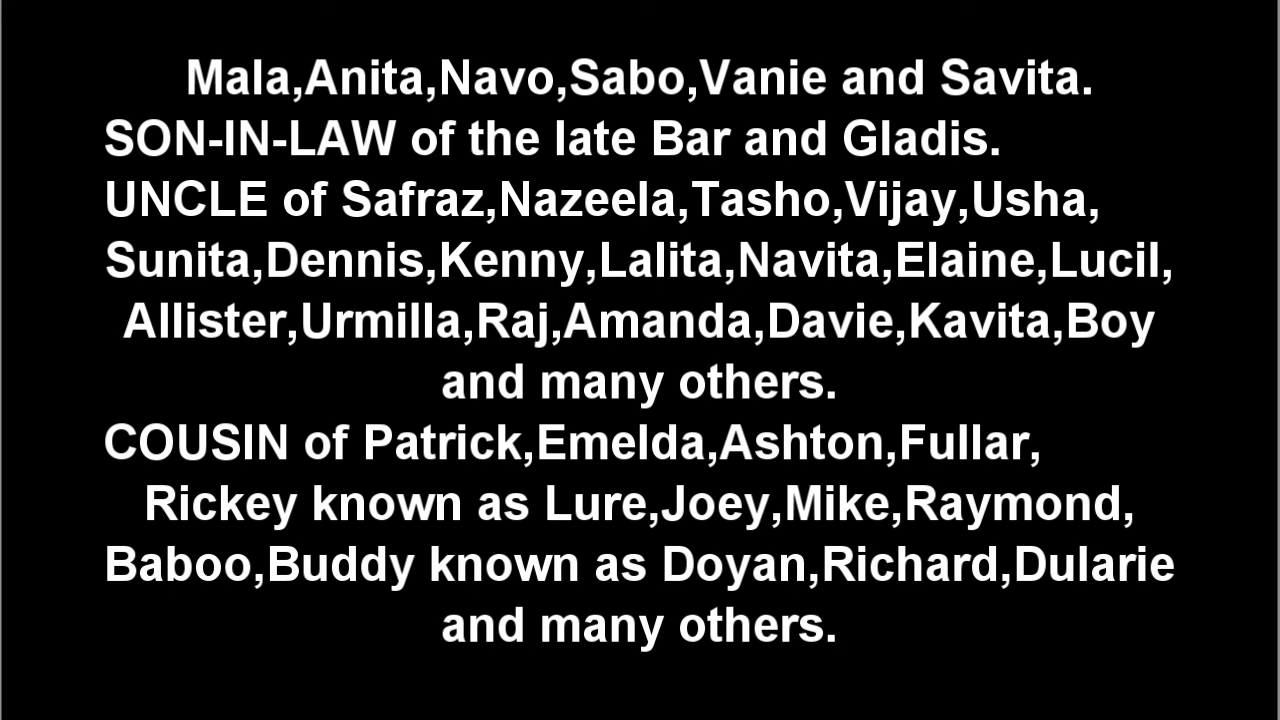 Mala,Anita,Navo,Sabo,Vanie and Savita.
SON-IN-LAW of the late Bar and Gladis.
UNCLE of Safraz,Nazeela,Tasho,Vijay,Usha,
Sunita,Dennis,Kenny,Lalita,Navita,Elaine,Lucil,
Allister,Urmilla,Raj,Amanda,Davie,Kavita,Boy
and many others.
COUSIN of Patrick,Emelda,Ashton,Fullar,
Rickey known as Lure,Joey,Mike,Raymond,
Baboo,Buddy known as Doyan,Richard,Dularie
and many others.